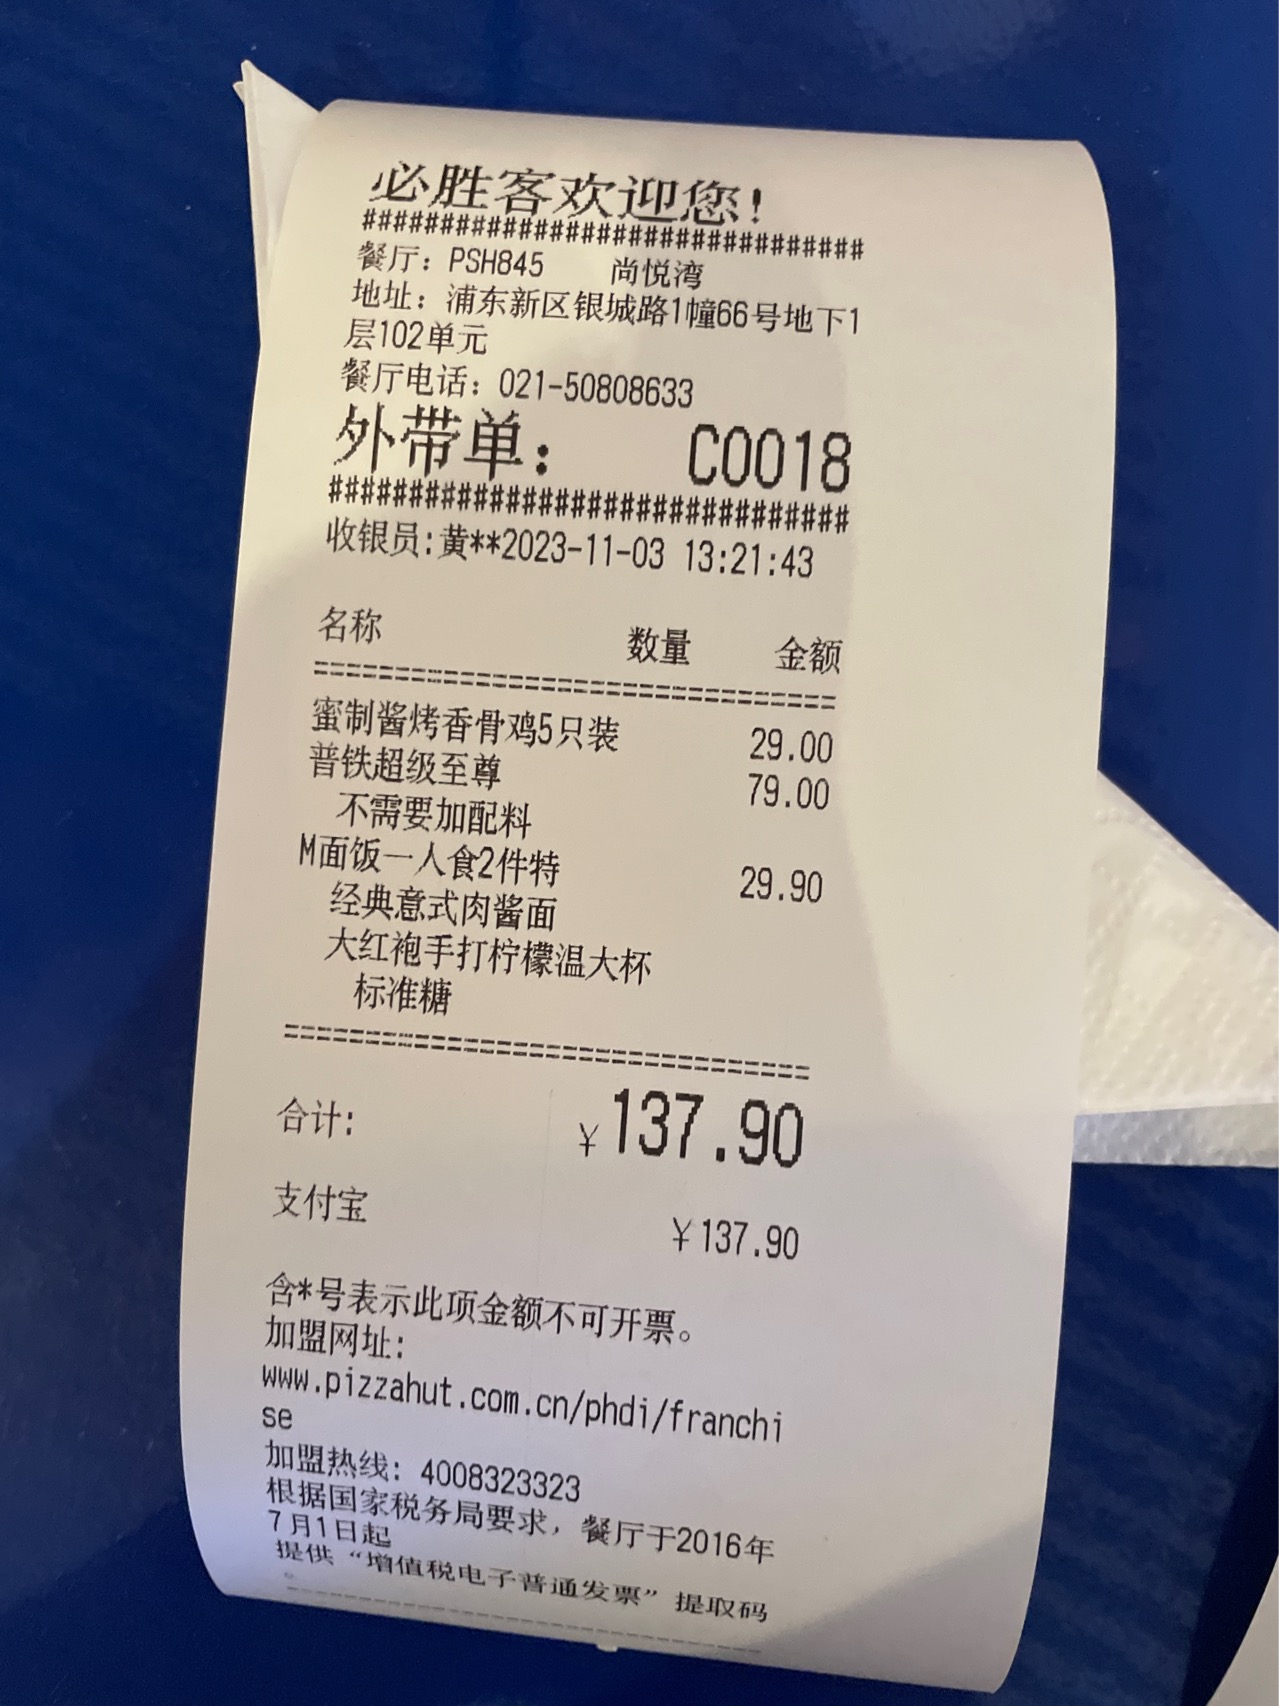 必胜客欢迎您!
################################
餐厅: PSH845 尚悦湾
地址: 浦东新区银城路1幢66号地下1
层102单元
餐厅电话: 021-50808633
外带单: C0018
################################
收银员:黄**2023-11-03 13:21:43
名称 数量 金额
================================
蜜制酱烤香骨鸡5只装 29.00
普铁超级至尊 79.00
不需要加配料
M面饭一人食2件特 29.90
经典意式肉酱面
大红袍手打柠檬温大杯
标准糖
================================
合计: ¥137.90
支付宝 ¥137.90
含*号表示此项金额不可开票。
加盟网址:
www.pizzahut.com.cn/phdi/franchi
se
加盟热线: 4008323323
根据国家税务局要求，餐厅于2016年
7月1日起
提供“增值税电子普通发票”提取码
。